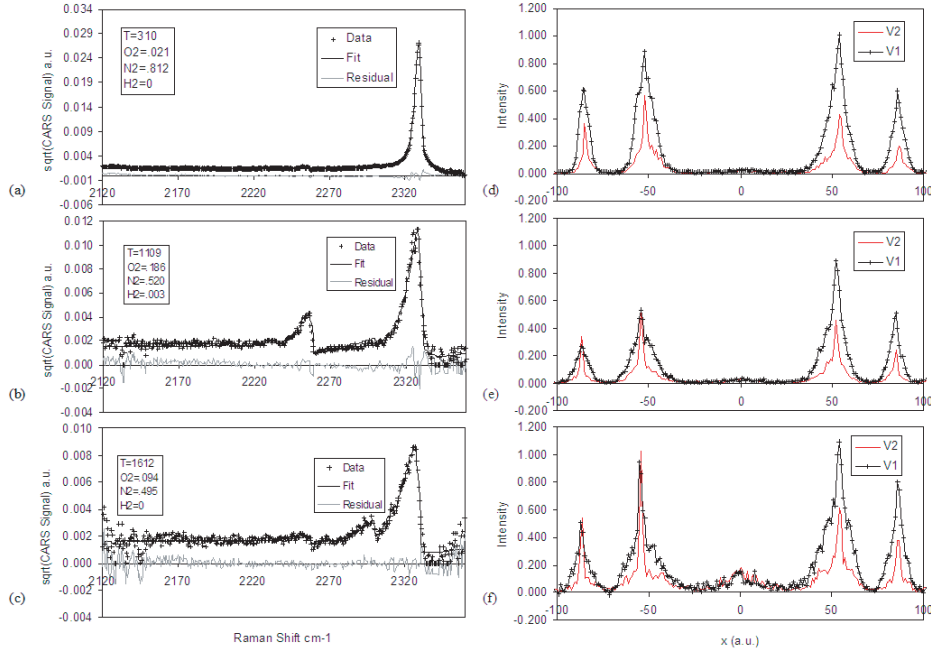 0.034
0.029
0.024
0.019
0.014
0.009
0.004
-0.001
-0.006
sqrt(CARS Signal) a.u.
T=310
O2=.021
N2=.812
H2=0
Data
Fit
Residual
2120 2170 2220 2270 2320
(a)
1.200
1.000
0.800
0.600
0.400
0.200
0.000
-0.200
Intensity
V2
V1
-100 -50 0 50 100
(d)
0.012
0.010
0.008
0.006
0.004
0.002
0.000
-0.002
-0.004
sqrt(CARS Signal) a.u.
T=1109
O2=.186
N2=.520
H2=.003
Data
Fit
Residual
2120 2170 2220 2270 2320
(b)
1.200
1.000
0.800
0.600
0.400
0.200
0.000
-0.200
Intensity
V2
V1
-100 -50 0 50 100
(e)
0.010
0.008
0.006
0.004
0.002
0.000
-0.002
-0.004
sqrt(CARS Signal) a.u.
T=1612
O2=.094
N2=.495
H2=0
Data
Fit
Residual
2120 2170 2220 2270 2320
(c)
Raman Shift cm-1
1.200
1.000
0.800
0.600
0.400
0.200
0.000
-0.200
Intensity
V2
V1
-100 -50 0 50 100
(f)
x (a.u.)